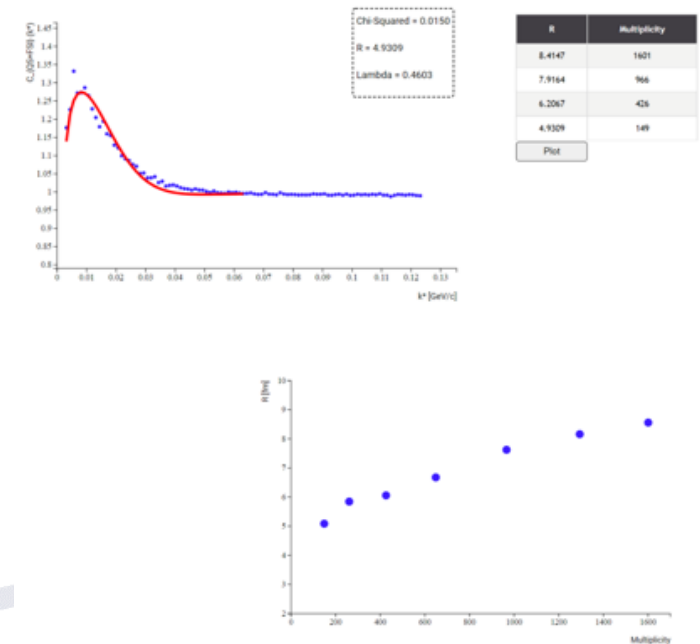 C_(QS+FSI) (k*)
1.45
1.4
1.35
1.3
1.25
1.2
1.15
1.1
1.05
1
0.95
0.9
0.85
0.8
0 0.01 0.02 0.03 0.04 0.05 0.06 0.07 0.08 0.09 0.1 0.11 0.12 0.13
k* [GeV/c]
Chi-Squared = 0.0150
R = 4.9309
Lambda = 0.4603
R Multiplicity
8.4147 1601
7.9164 966
6.2067 426
4.9309 149
Plot
R [fm]
10
9
8
7
6
5
4
3
2
0 200 400 600 800 1000 1200 1400 1600
Multiplicity